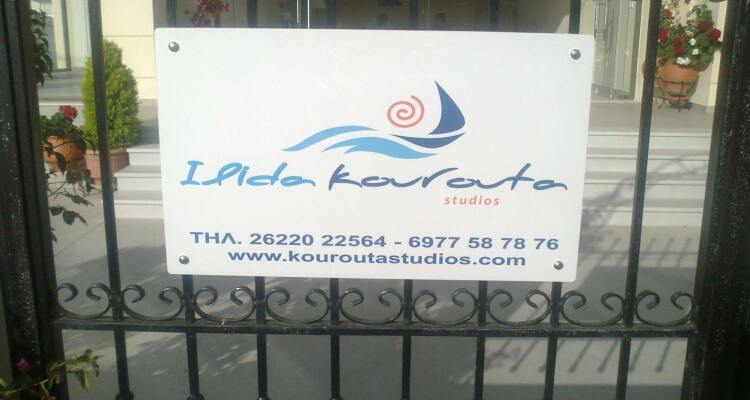 Ilida kourouta
studios
ΤΗΛ. 26220 22564 - 6977 58 78 76
www.kouroutastudios.com